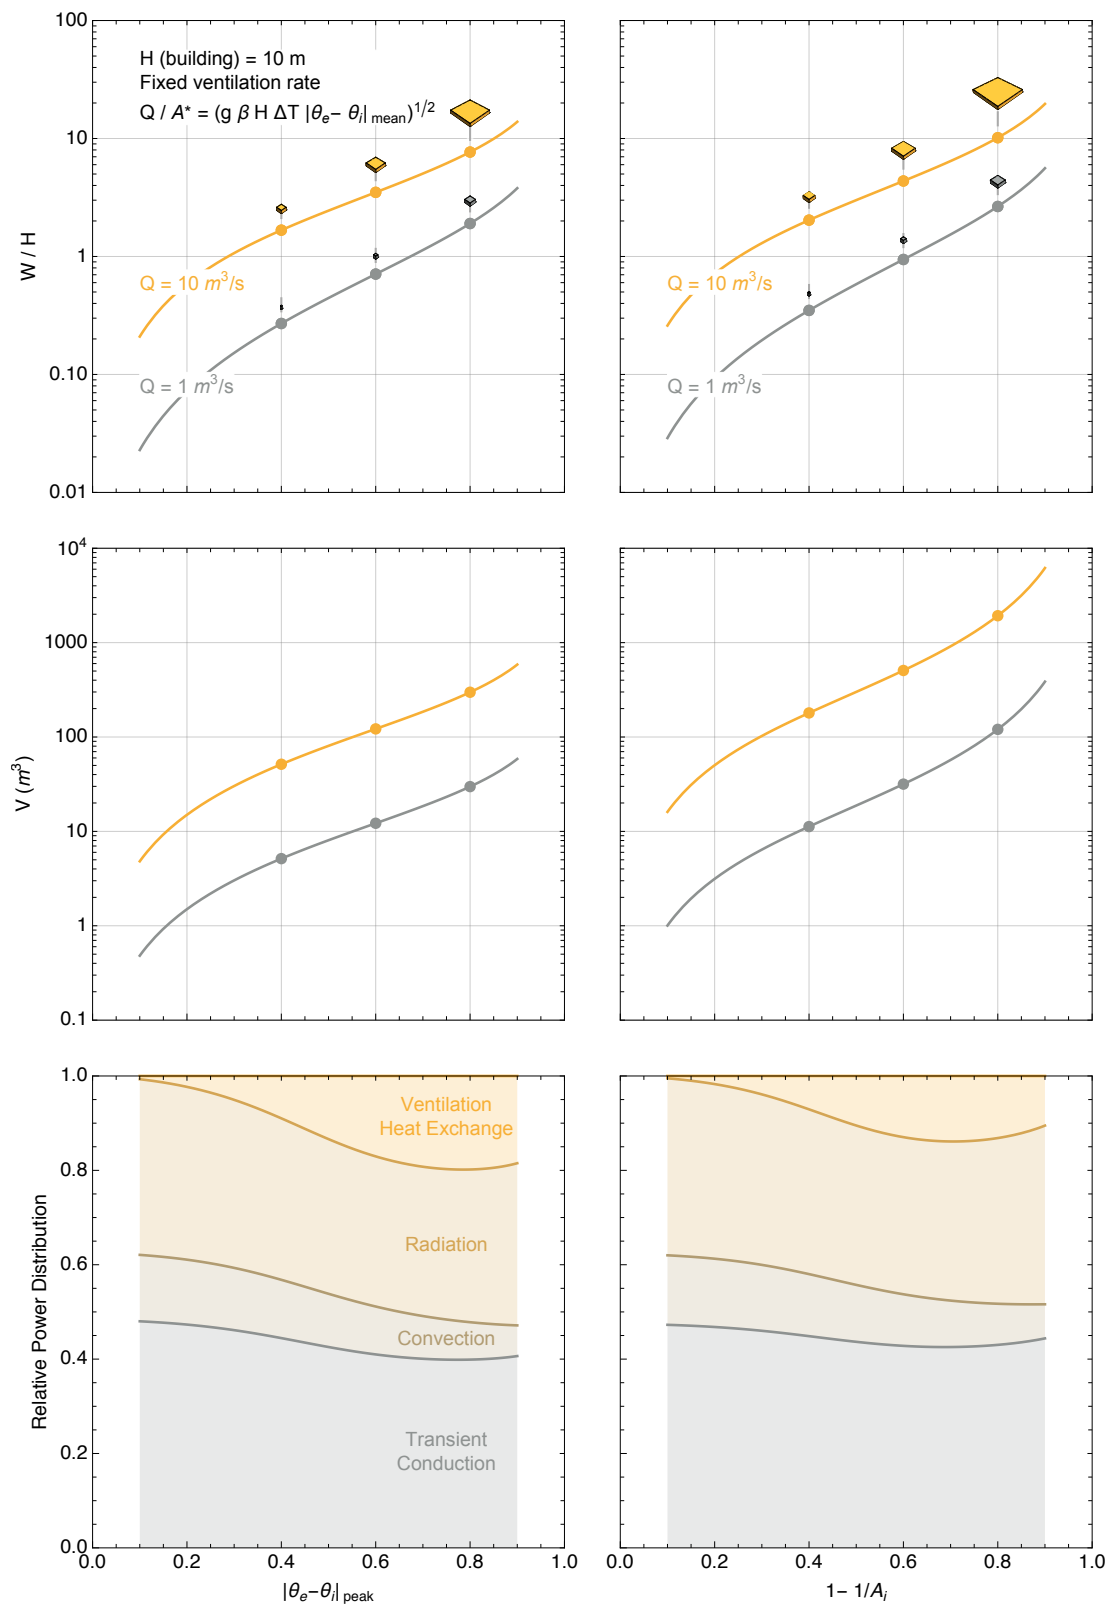 100
H (building) = 10 m
Fixed ventilation rate
Q / A* = (g β H ΔT |θe− θi| mean)^1/2
10
W / H
1
Q = 10 m³/s
Q = 10 m³/s
0.10
Q = 1 m³/s
Q = 1 m³/s
0.01
10⁴
1000
100
V (m³)
10
1
0.1
1.0
Ventilation
Heat Exchange
0.8
Relative Power Distribution
Radiation
0.6
Convection
0.4
Transient
Conduction
0.2
0.0
0.0 0.2 0.4 0.6 0.8 1.0
0.0 0.2 0.4 0.6 0.8 1.0
|θe−θi| peak
1− 1/Ai